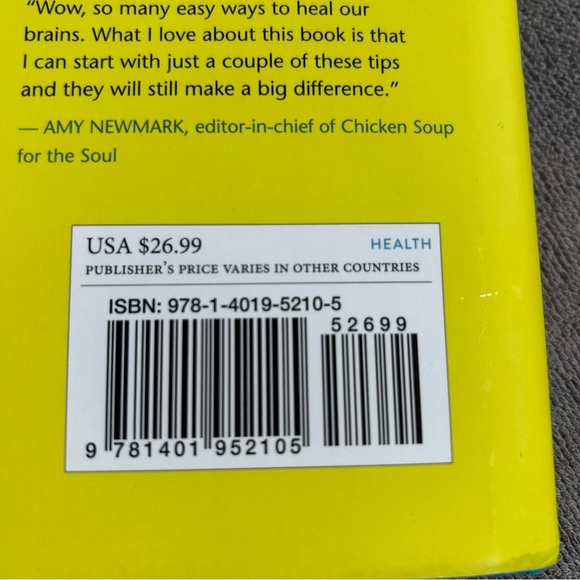 "Wow, so many easy ways to heal our
brains. What I love about this book is that
I can start with just a couple of these tips
and they will still make a big difference."
— AMY NEWMARK, editor-in-chief of Chicken Soup
for the Soul
USA $26.99 HEALTH
PUBLISHER'S PRICE VARIES IN OTHER COUNTRIES
ISBN: 978-1-4019-5210-5
52699
9 781401 952105